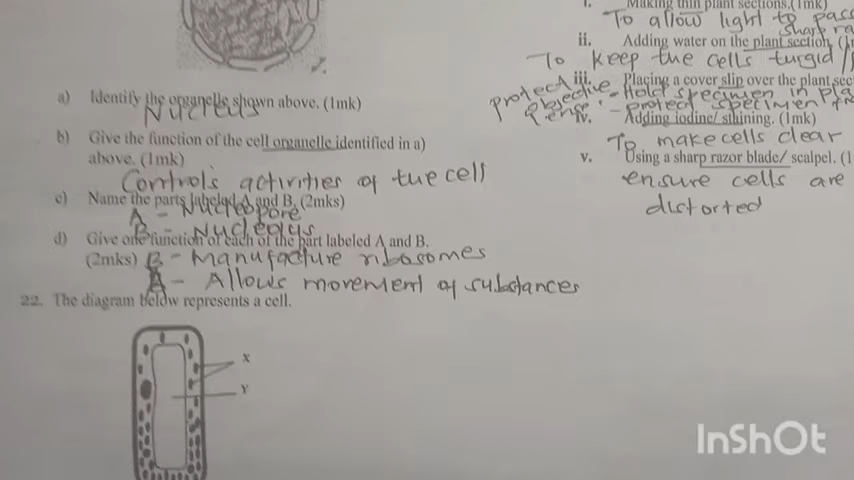 a) Identify the organelle shown above. (1mk)
Nucleus
b) Give the function of the cell organelle identified in a)
above. (1mk)
Controls activities of the cell
c) Name the parts labeled A and B. (2mks)
A - Nucleopore
B - Nucleolus
d) Give one function of each of the part labeled A and B.
(2mks) B - Manufacture ribosomes
A - Allows movement of substances
22. The diagram below represents a cell.
X
Y
i. Making thin plant sections. (1mk)
To allow light to pass
sharp
ii. Adding water on the plant section.
To keep the cells turgid
iii. Placing a cover slip over the plant
protect objective lense
- Hold specimen in
- protect specimen
iv. Adding iodine/ staining. (1mk)
To make cells clear
v. Using a sharp razor blade/ scalpel. (1
ensure cells are
distorted
InShOt